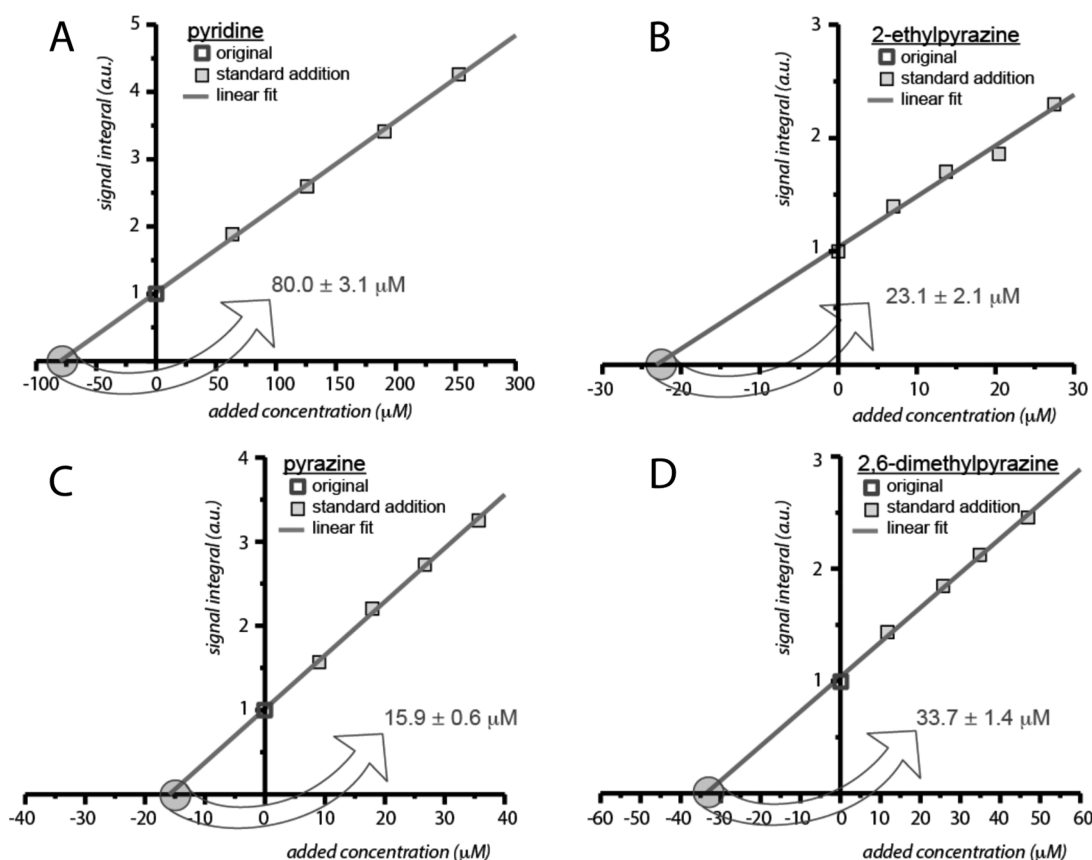 A
pyridine
original
standard addition
linear fit
signal integral (a.u.)
5
4
3
2
1
80.0 ± 3.1 μM
-100 -50 0 50 100 150 200 250 300
added concentration (μM)
B
2-ethylpyrazine
original
standard addition
linear fit
signal integral (a.u.)
3
2
1
23.1 ± 2.1 μM
-30 -20 -10 0 10 20 30
added concentration (μM)
C
pyrazine
original
standard addition
linear fit
signal integral (a.u.)
4
3
2
1
15.9 ± 0.6 μM
-40 -30 -20 -10 0 10 20 30 40
added concentration (μM)
D
2,6-dimethylpyrazine
original
standard addition
linear fit
signal integral (a.u.)
3
2
1
33.7 ± 1.4 μM
-60 -50 -40 -30 -20 -10 0 10 20 30 40 50 60
added concentration (μM)